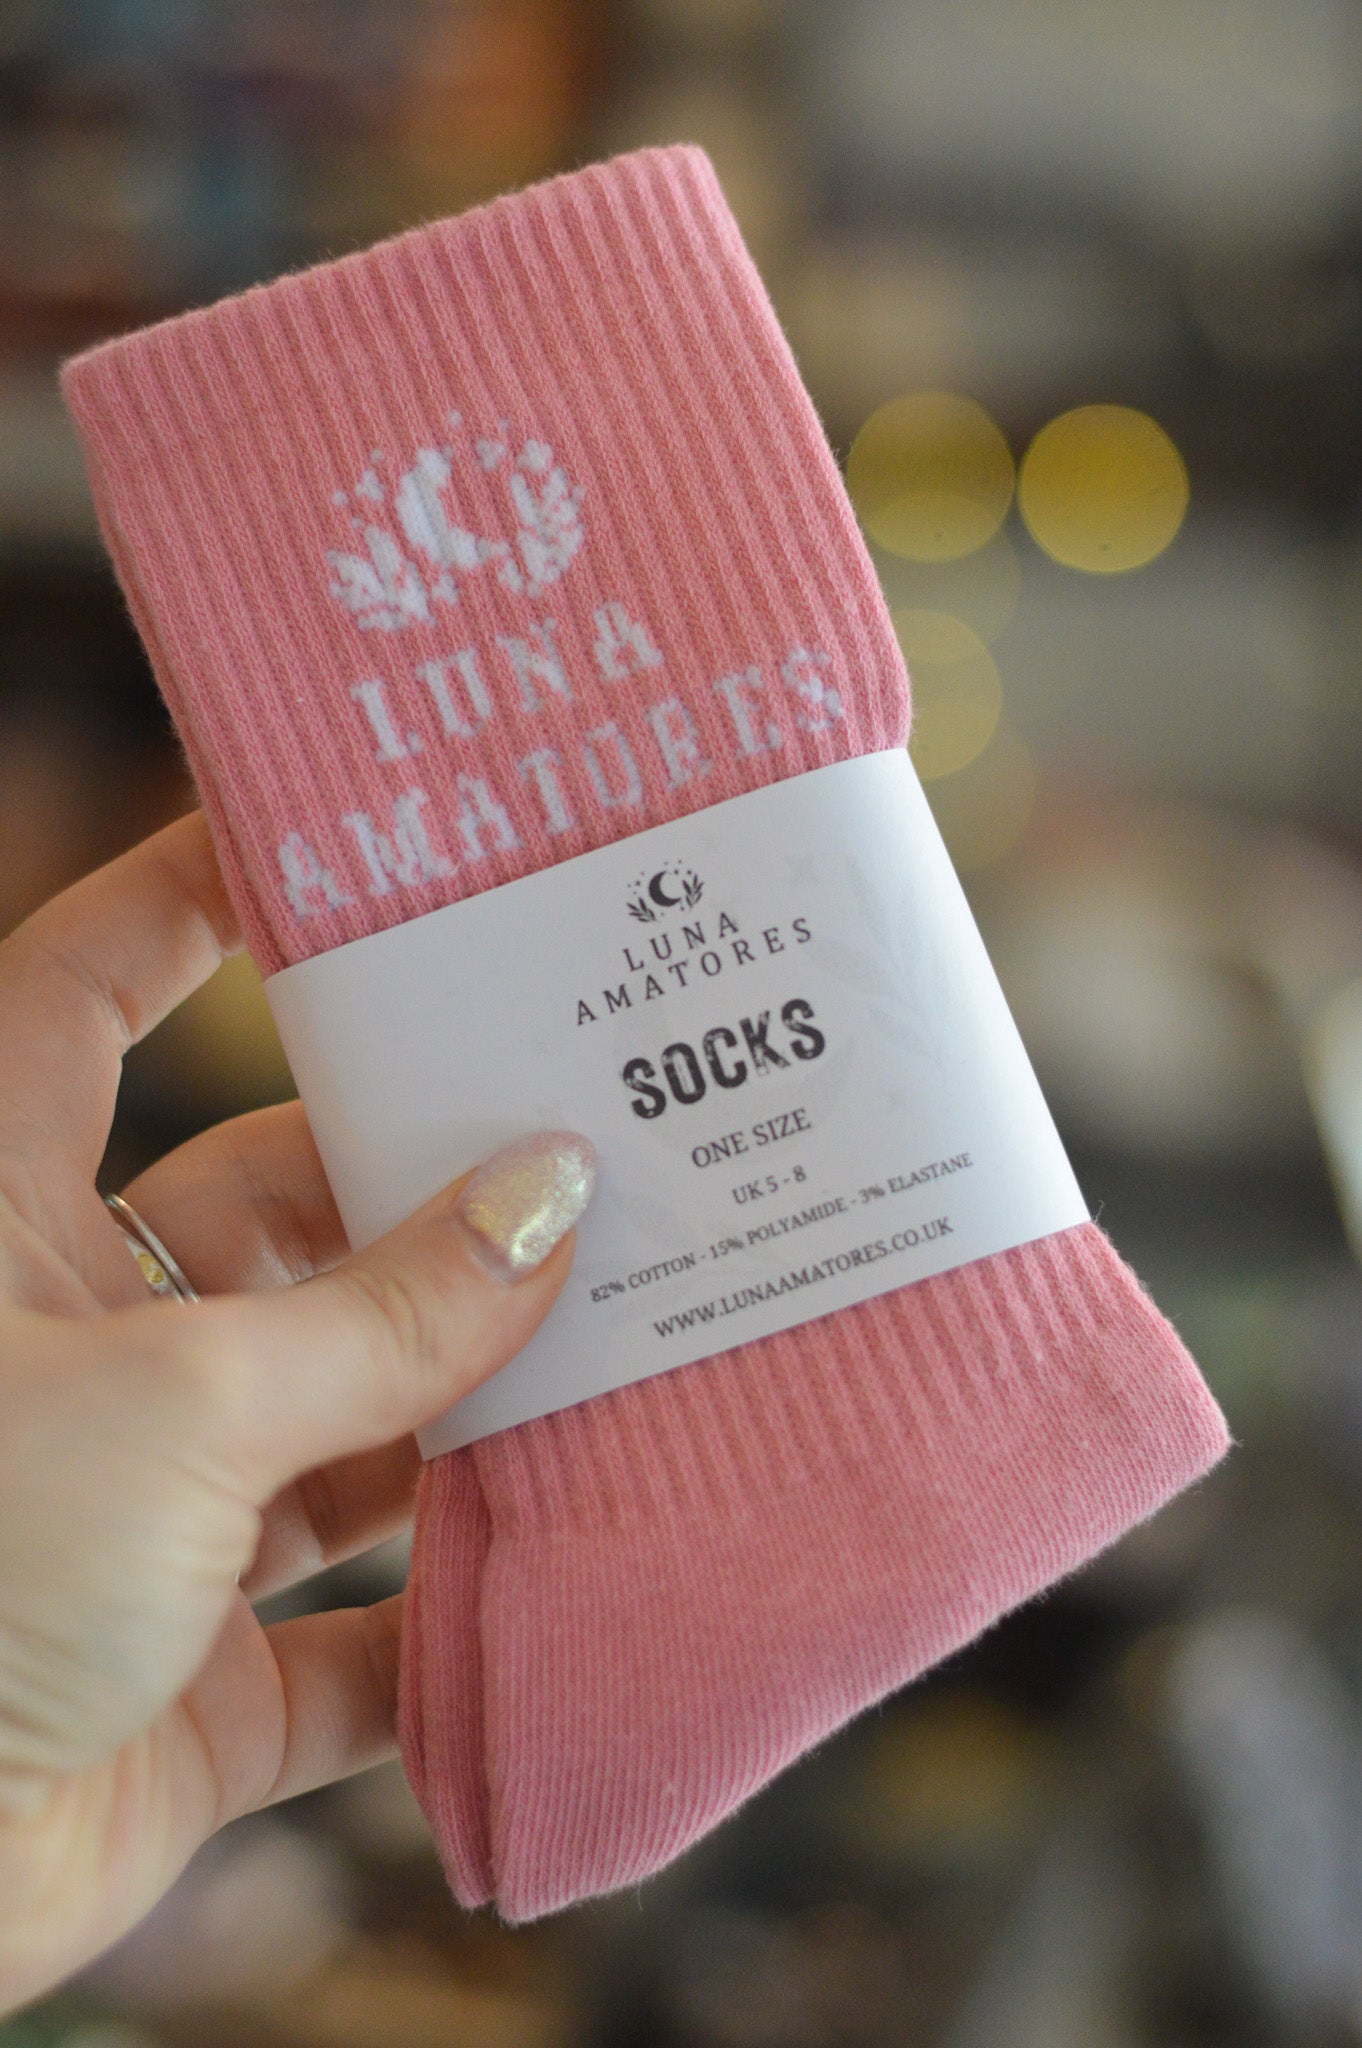 LUNA
AMATORES
LUNA
AMATORES
SOCKS
ONE SIZE
UK 5 - 8
82% COTTON - 15% POLYAMIDE - 3% ELASTANE
WWW.LUNAAMATORES.CO.UK